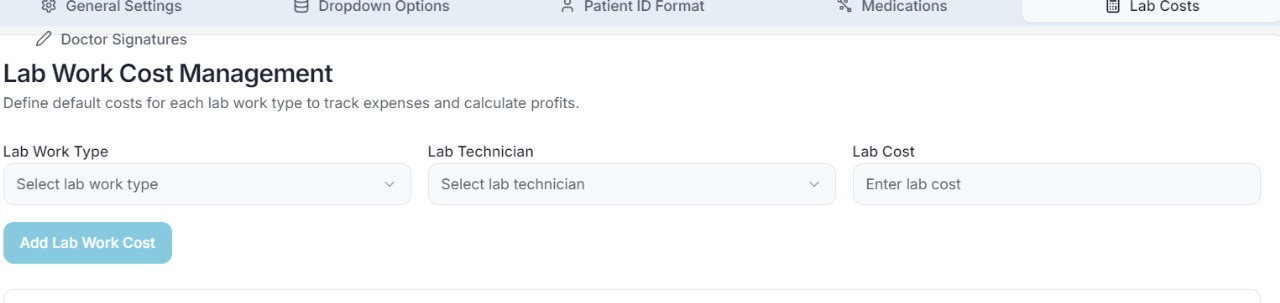 General Settings Dropdown Options Patient ID Format Medications Lab Costs
Doctor Signatures
Lab Work Cost Management
Define default costs for each lab work type to track expenses and calculate profits.
Lab Work Type Lab Technician Lab Cost
Select lab work type Select lab technician Enter lab cost
Add Lab Work Cost